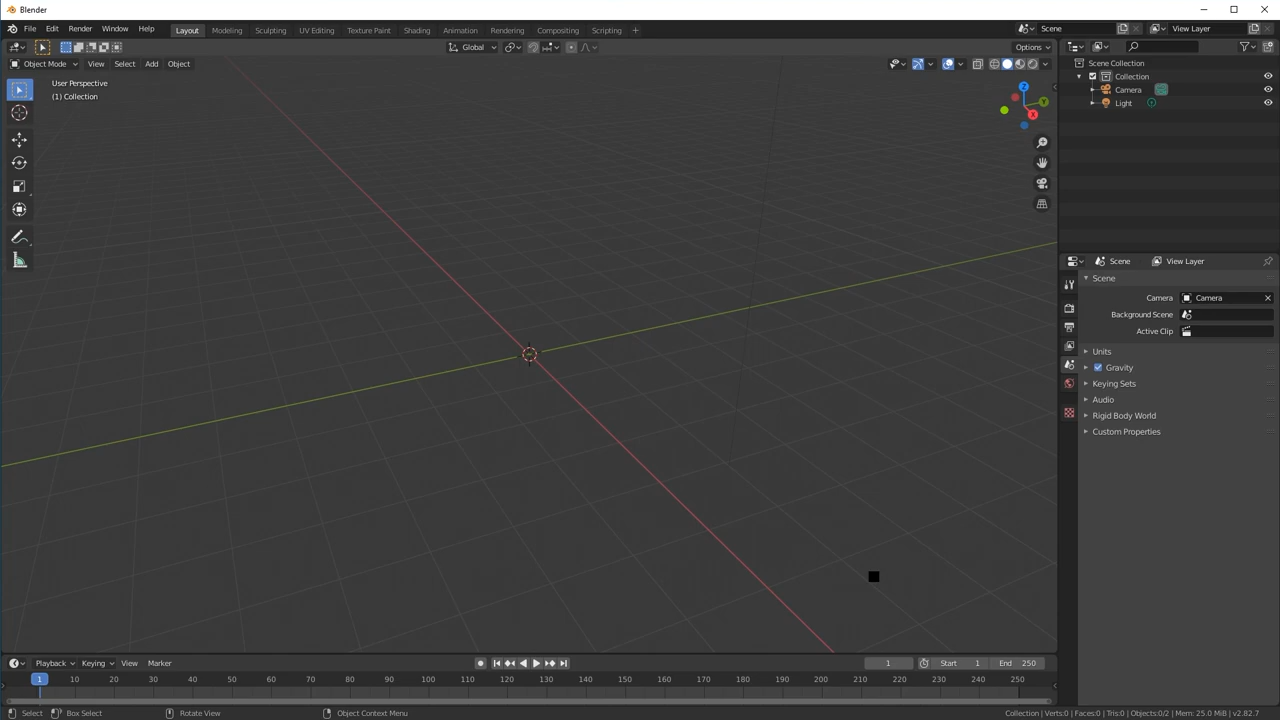 Blender
File Edit Render Window Help Layout Modeling Sculpting UV Editing Texture Paint Shading Animation Rendering Compositing Scripting + Scene View Layer
Global Options
Object Mode View Select Add Object
User Perspective
(1) Collection
Z
Y
X
Scene Collection
Collection
Camera
Light
Scene View Layer
Scene
Camera Camera
Background Scene
Active Clip
Units
Gravity
Keying Sets
Audio
Rigid Body World
Custom Properties
Playback Keying View Marker 1 Start 1 End 250
1 10 20 30 40 50 60 70 80 90 100 110 120 130 140 150 160 170 180 190 200 210 220 230 240 250
Select Box Select Rotate View Object Context Menu Collection | Verts:0 | Faces:0 | Tris:0 | Objects:0/2 | Mem: 25.0 MiB | v2.82.7